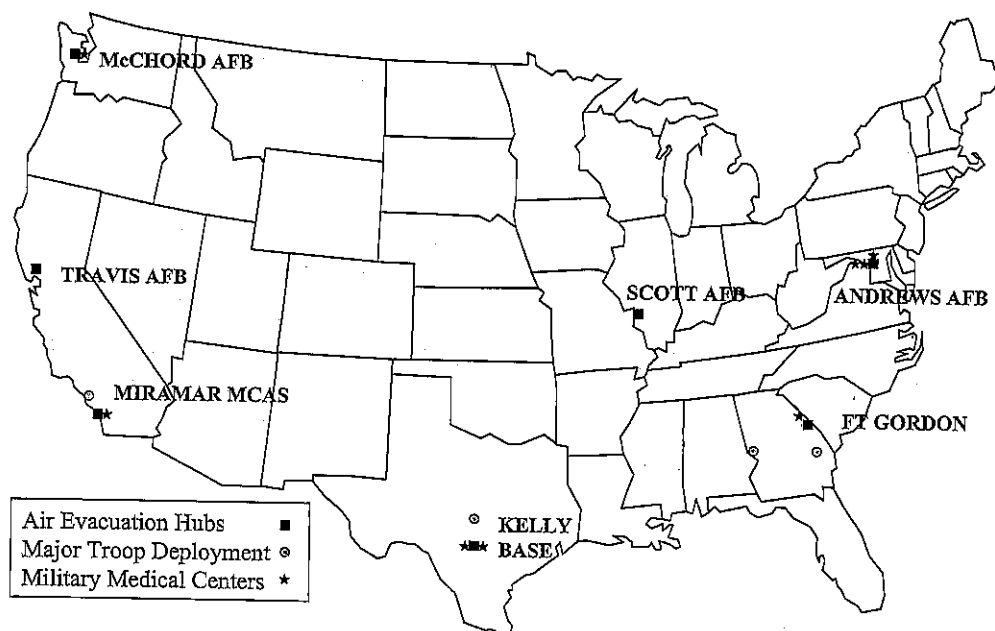 McCHORD AFB
TRAVIS AFB
SCOTT AFB
ANDREWS AFB
MIRAMAR MCAS
FT GORDON
KELLY
BASE
Air Evacuation Hubs
Major Troop Deployment
Military Medical Centers